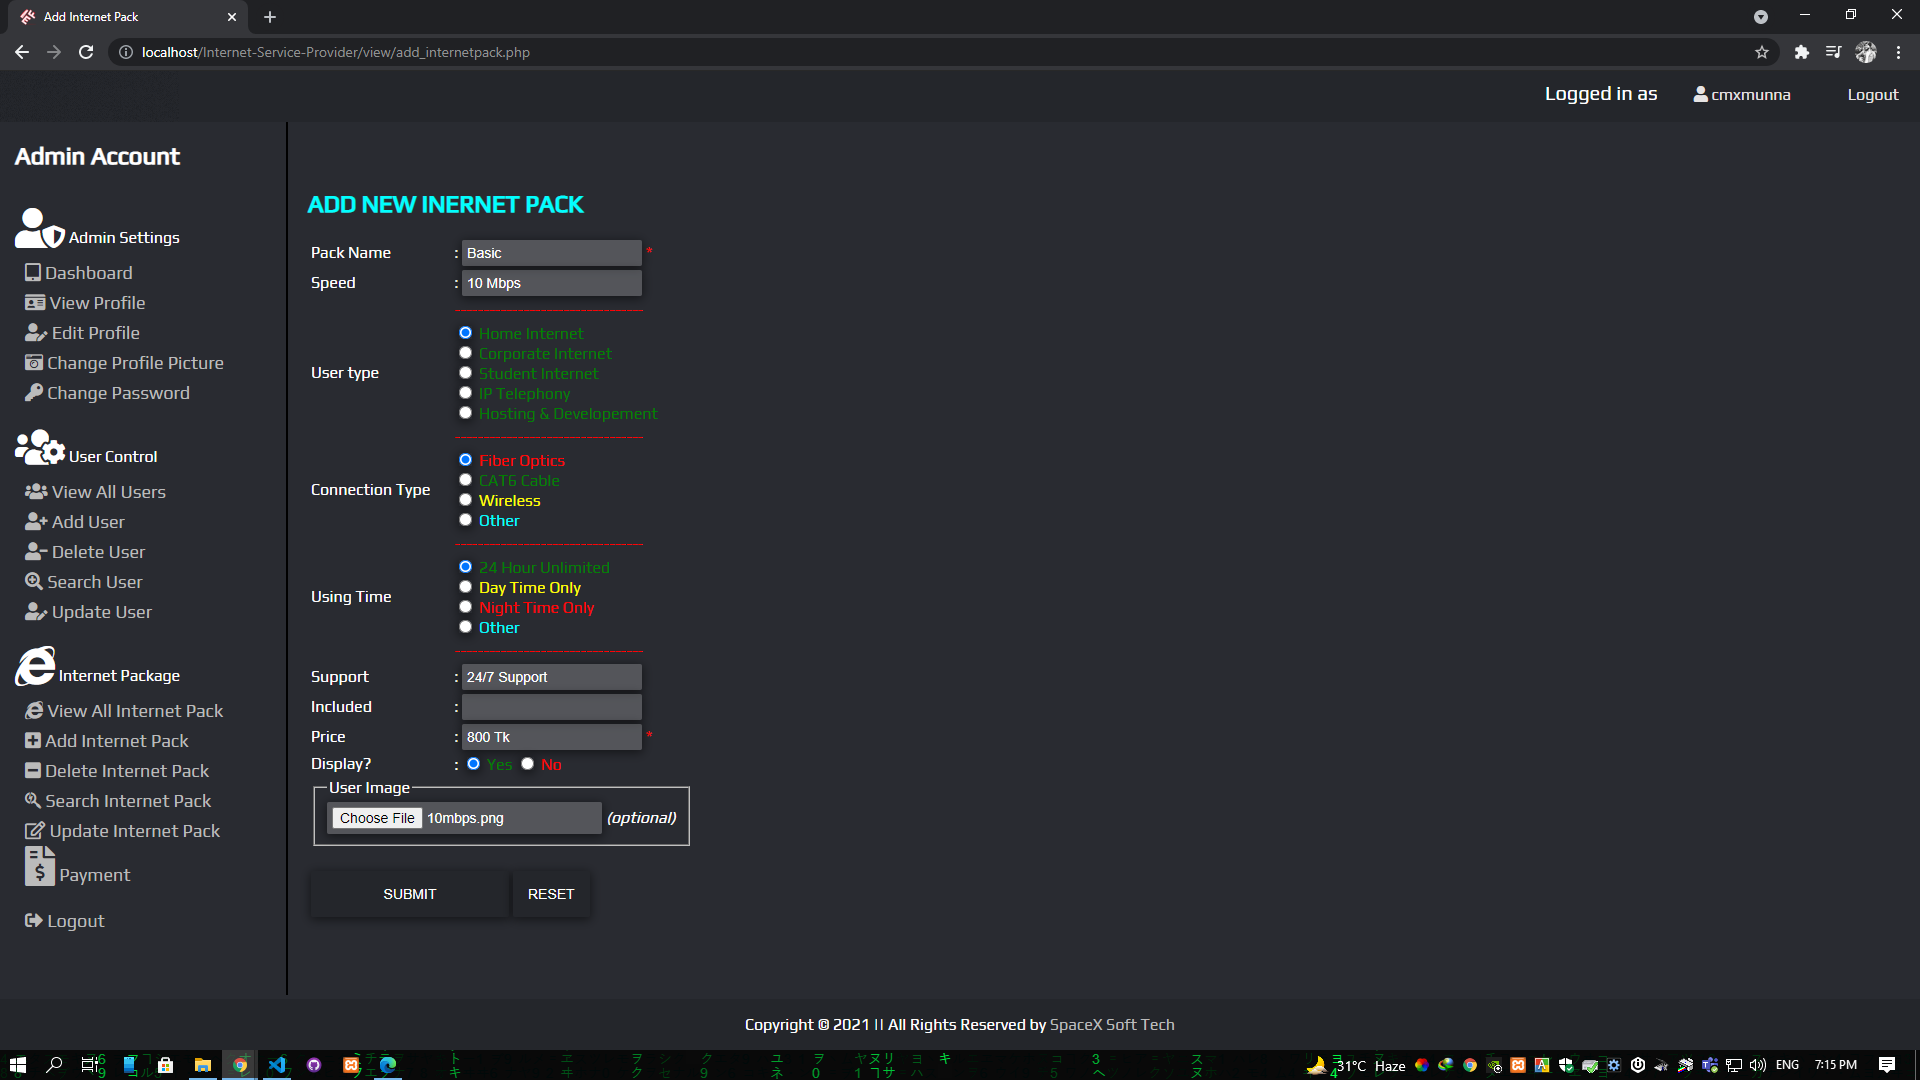 Add Internet Pack
localhost/Internet-Service-Provider/view/add_internetpack.php
Logged in as cmxmunna Logout
Admin Account
Admin Settings
Dashboard
View Profile
Edit Profile
Change Profile Picture
Change Password
User Control
View All Users
Add User
Delete User
Search User
Update User
Internet Package
View All Internet Pack
Add Internet Pack
Delete Internet Pack
Search Internet Pack
Update Internet Pack
Payment
Logout
ADD NEW INERNET PACK
Pack Name : Basic *
Speed : 10 Mbps
User type
Home Internet
Corporate Internet
Student Internet
IP Telephony
Hosting & Developement
Connection Type
Fiber Optics
CAT6 Cable
Wireless
Other
Using Time
24 Hour Unlimited
Day Time Only
Night Time Only
Other
Support : 24/7 Support
Included :
Price : 800 Tk *
Display? : Yes No
User Image
Choose File 10mbps.png (optional)
SUBMIT RESET
Copyright © 2021 || All Rights Reserved by SpaceX Soft Tech
31°C Haze ENG 7:15 PM